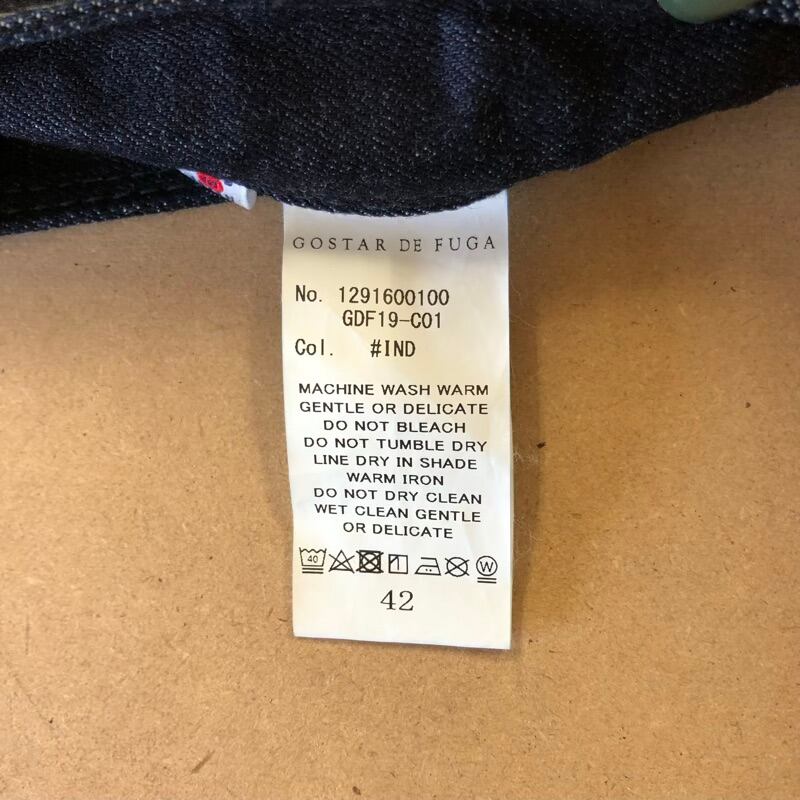 GOSTAR DE FUGA
No. 1291600100
GDF19-C01
Col. #IND
MACHINE WASH WARM
GENTLE OR DELICATE
DO NOT BLEACH
DO NOT TUMBLE DRY
LINE DRY IN SHADE
WARM IRON
DO NOT DRY CLEAN
WET CLEAN GENTLE
OR DELICATE
40 W
42